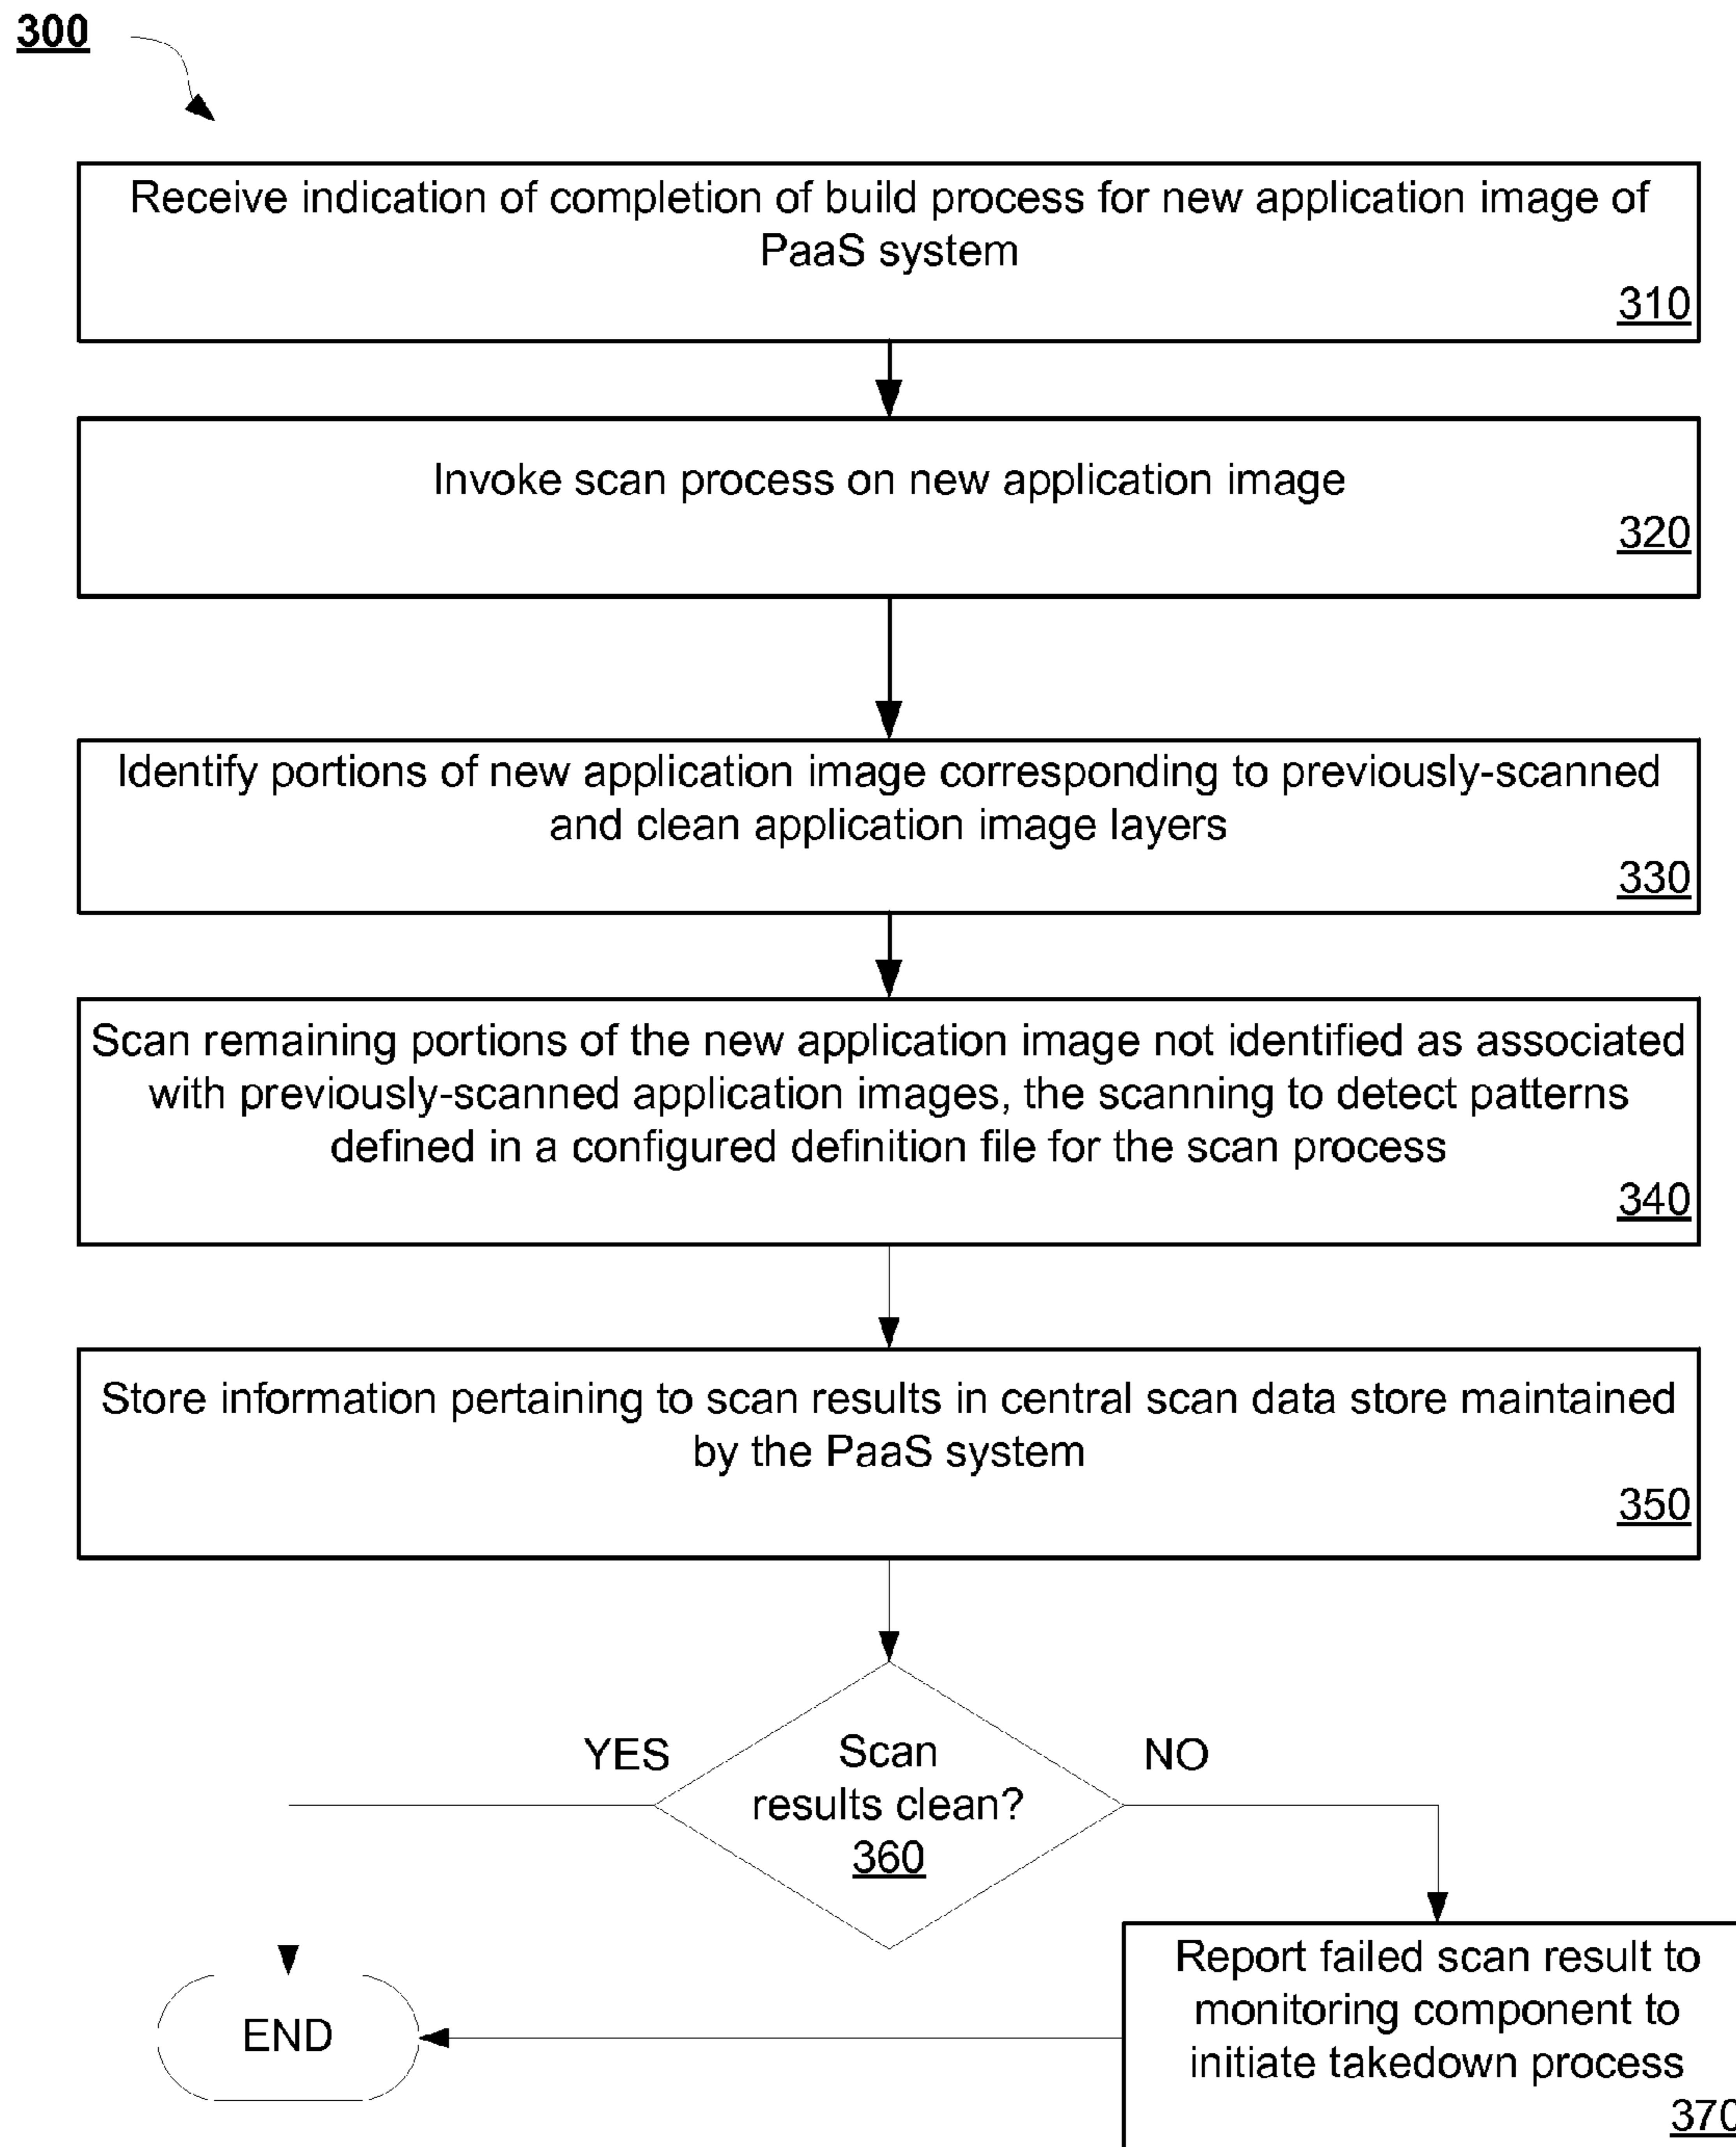 300
Receive indication of completion of build process for new application image of
PaaS system
310
Invoke scan process on new application image
320
Identify portions of new application image corresponding to previously-scanned
and clean application image layers
330
Scan remaining portions of the new application image not identified as associated
with previously-scanned application images, the scanning to detect patterns
defined in a configured definition file for the scan process
340
Store information pertaining to scan results in central scan data store maintained
by the PaaS system
350
YES
Scan
results clean?
360
NO
Report failed scan result to
monitoring component to
initiate takedown process
370
END